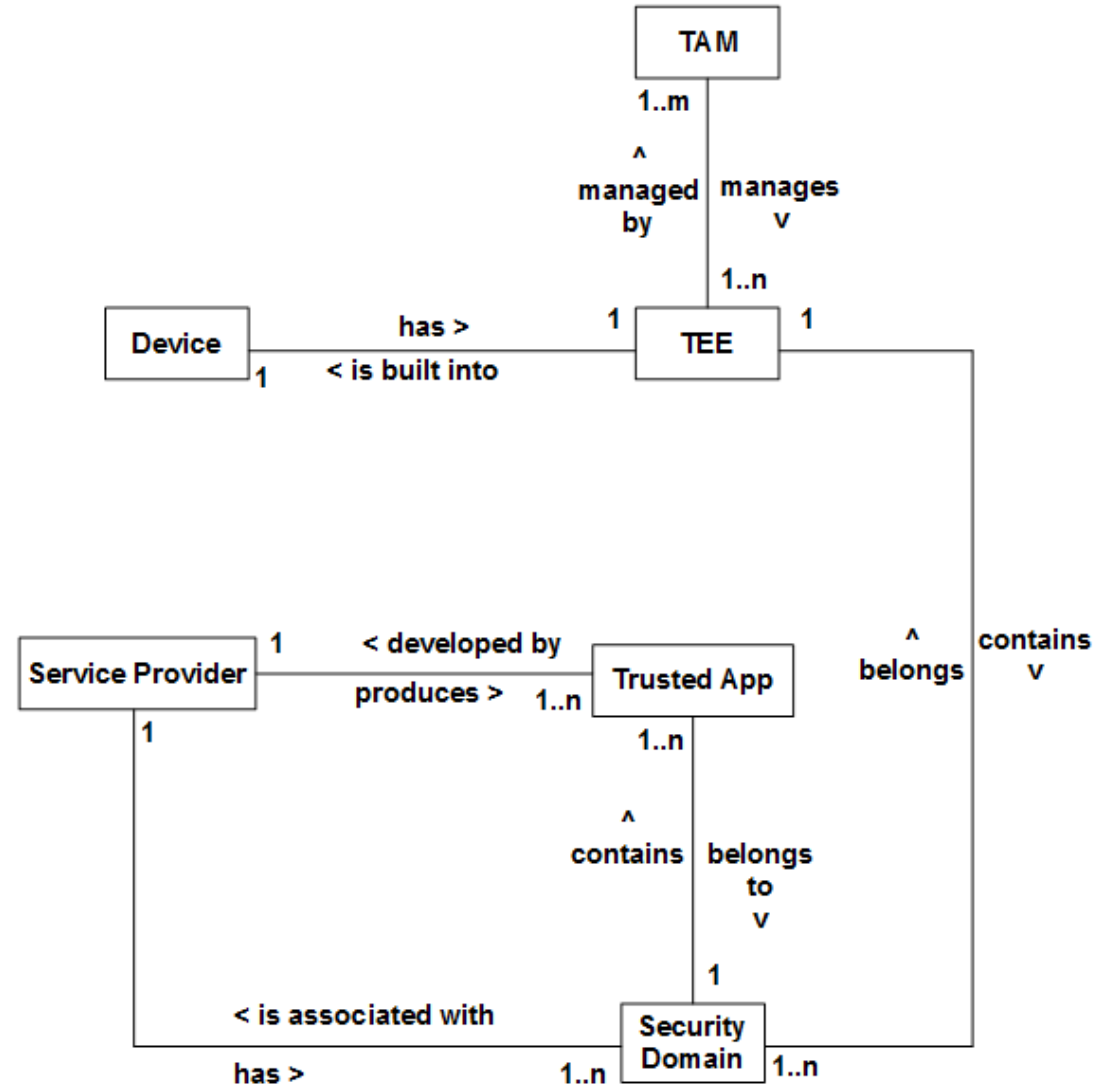 TAM
1..m
^
managed
by
manages
v
1..n
Device
1
has >
< is built into
1
TEE
1
Service Provider
1
< developed by
produces >
1..n
Trusted App
^
belongs
contains
v
1
1..n
^
contains
belongs
to
v
1
< is associated with
has >
1..n
Security
Domain
1..n